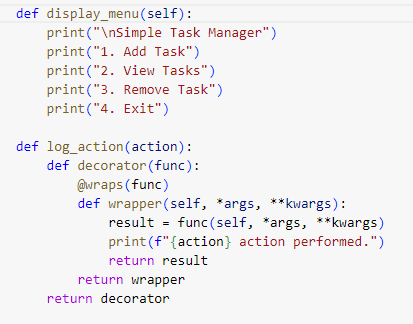 def display_menu(self):
    print("\nSimple Task Manager")
    print("1. Add Task")
    print("2. View Tasks")
    print("3. Remove Task")
    print("4. Exit")

def log_action(action):
    def decorator(func):
        @wraps(func)
        def wrapper(self, *args, **kwargs):
            result = func(self, *args, **kwargs)
            print(f"{action} action performed.")
            return result
        return wrapper
    return decorator